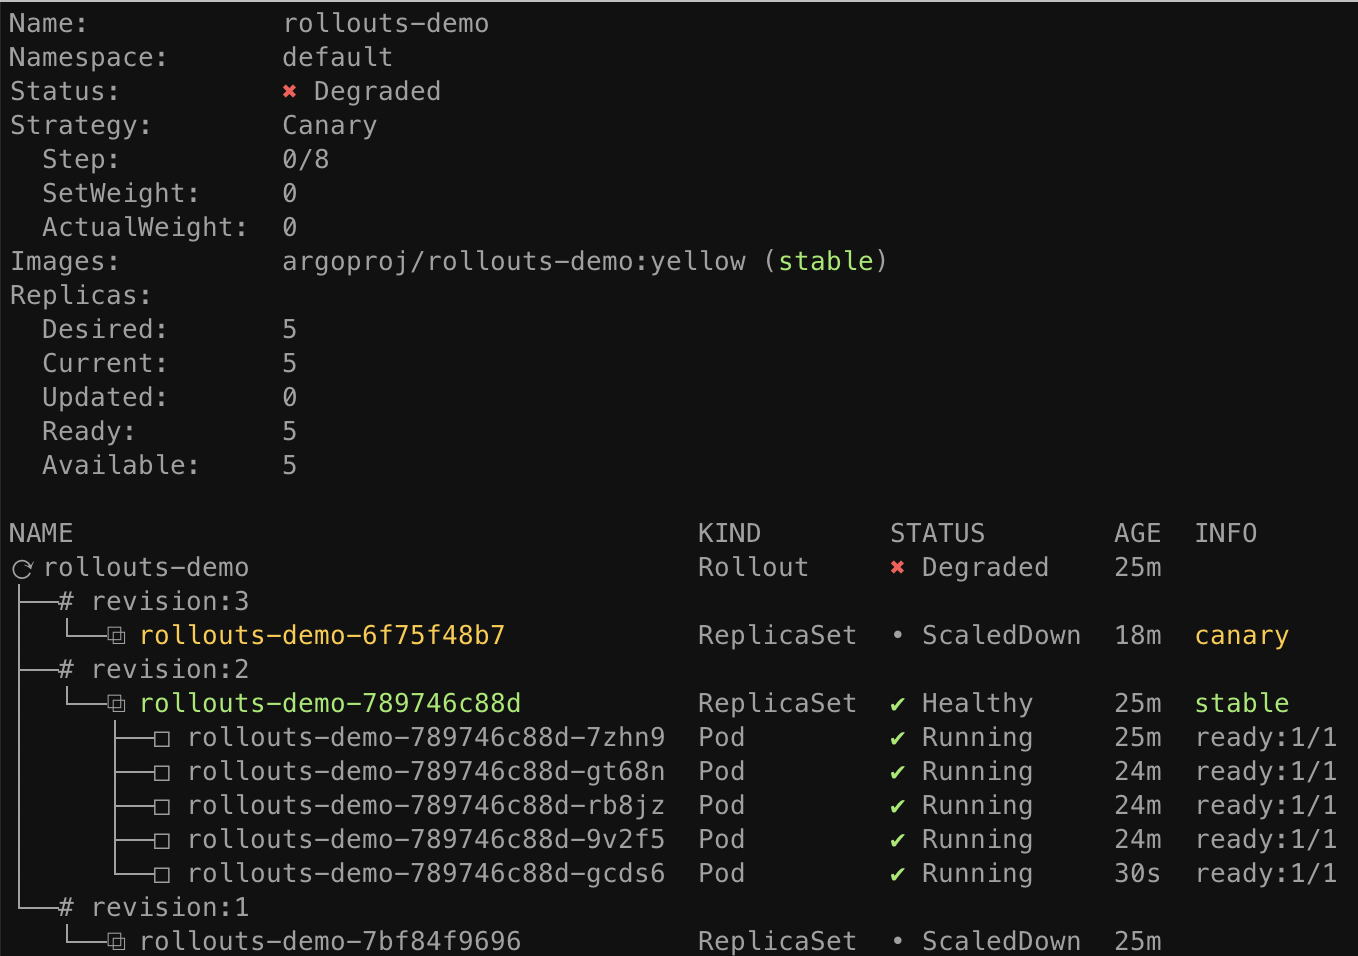 Name:            rollouts-demo
Namespace:       default
Status:          ✖ Degraded
Strategy:        Canary
  Step:          0/8
  SetWeight:     0
  ActualWeight:  0
Images:          argoproj/rollouts-demo:yellow (stable)
Replicas:
  Desired:       5
  Current:       5
  Updated:       0
  Ready:         5
  Available:     5

NAME                                       KIND        STATUS        AGE  INFO
⟳ rollouts-demo                            Rollout     ✖ Degraded    25m
├──# revision:3
│  └──⧉ rollouts-demo-6f75f48b7            ReplicaSet  • ScaledDown  18m  canary
├──# revision:2
│  └──⧉ rollouts-demo-789746c88d           ReplicaSet  ✔ Healthy     25m  stable
│     ├──□ rollouts-demo-789746c88d-7zhn9  Pod         ✔ Running     25m  ready:1/1
│     ├──□ rollouts-demo-789746c88d-gt68n  Pod         ✔ Running     24m  ready:1/1
│     ├──□ rollouts-demo-789746c88d-rb8jz  Pod         ✔ Running     24m  ready:1/1
│     ├──□ rollouts-demo-789746c88d-9v2f5  Pod         ✔ Running     24m  ready:1/1
│     └──□ rollouts-demo-789746c88d-gcds6  Pod         ✔ Running     30s  ready:1/1
└──# revision:1
   └──⧉ rollouts-demo-7bf84f9696           ReplicaSet  • ScaledDown  25m